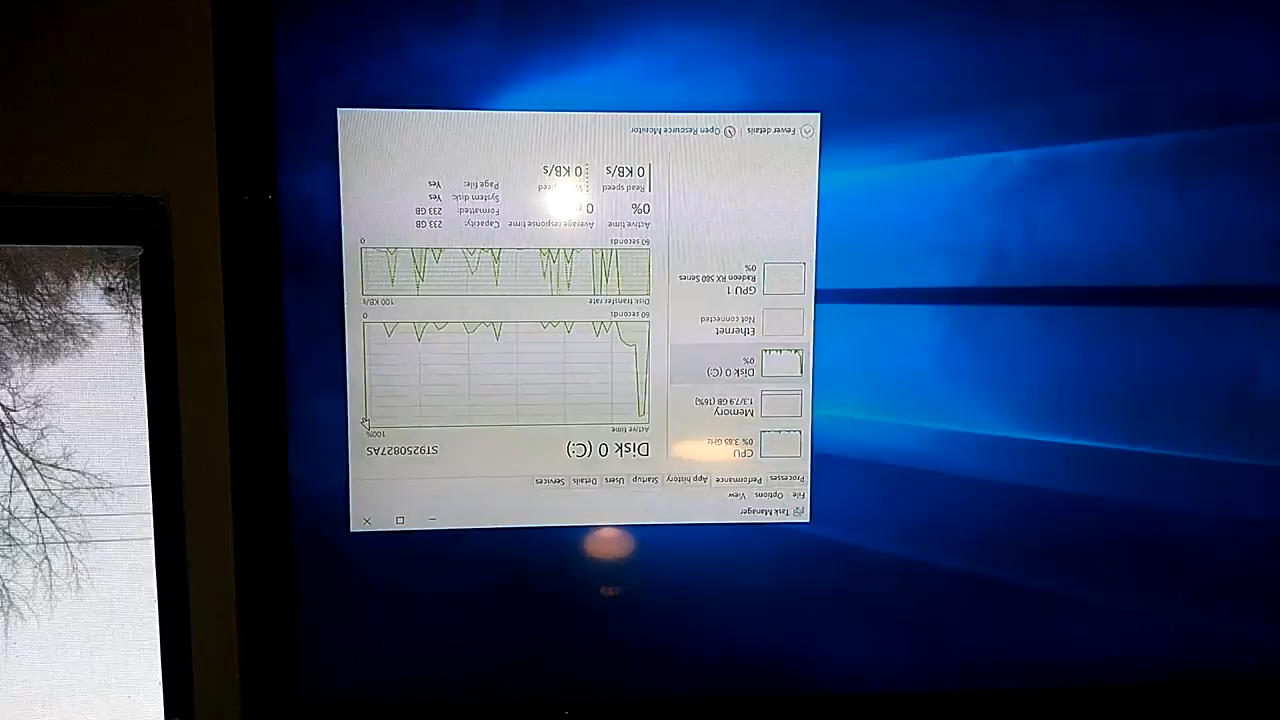 Task Manager
File Options View
Processes Performance App history Startup Users Details Services
CPU
0% 3.85 GHz
Memory
1.3/7.9 GB (16%)
Disk 0 (C:)
0%
Ethernet
Not connected
GPU 1
Radeon RX 580 Series
0%
Disk 0 (C:)
ST9250827AS
Active time
100%
60 seconds
0
Disk transfer rate
100 KB/s
60 seconds
0
Active time
0%
Average response time
0
Capacity:
233 GB
Formatted:
233 GB
System disk:
Yes
Page file:
Yes
Read speed
0 KB/s
speed
0 KB/s
Fewer details
Open Resource Monitor